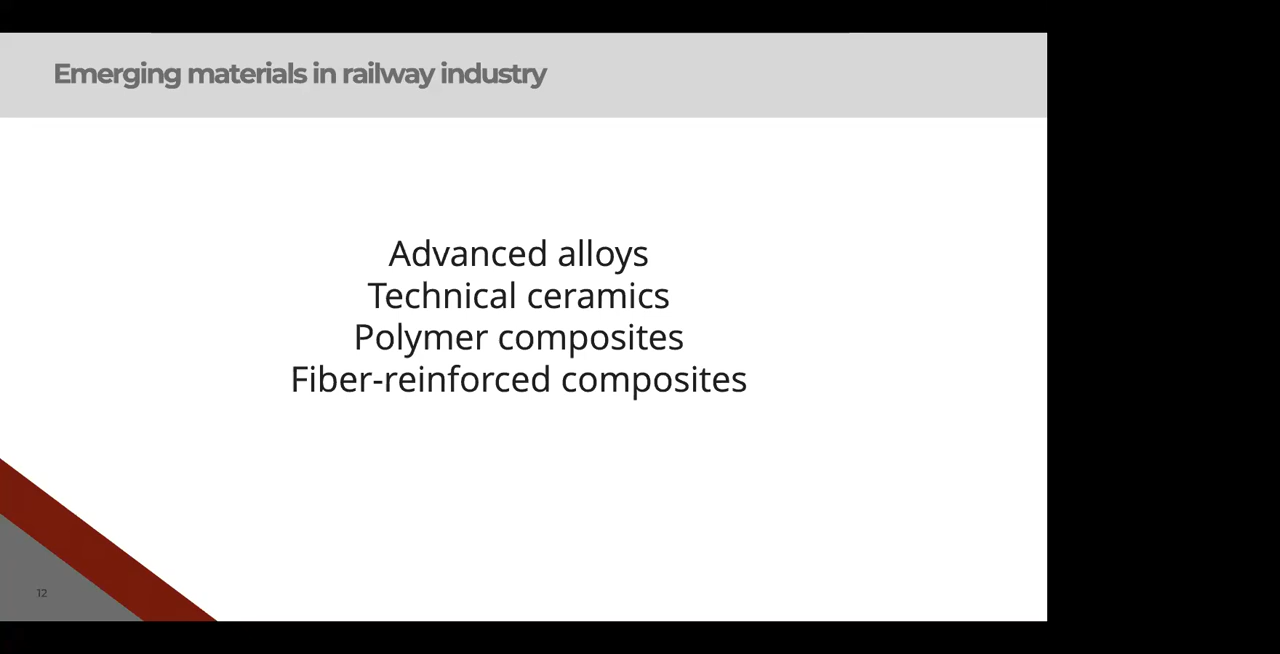 Emerging materials in railway industry
Advanced alloys
Technical ceramics
Polymer composites
Fiber-reinforced composites
12